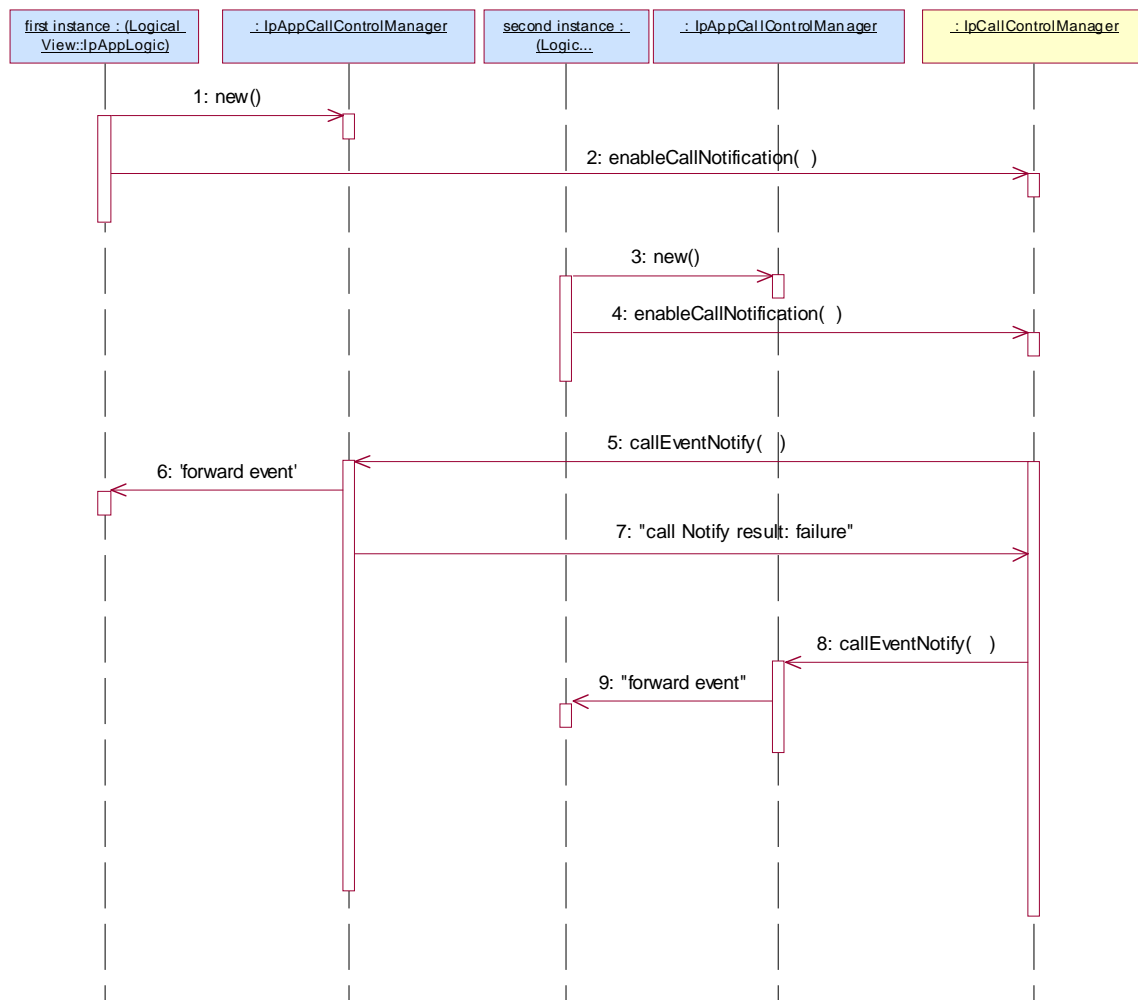 first instance : (Logical
View::IpAppLogic)
: IpAppCallControlManager
second instance :
(Logic...
: IpAppCallControlManager
: IpCallControlManager
1: new()
2: enableCallNotification( )
3: new()
4: enableCallNotification( )
5: callEventNotify( )
6: 'forward event'
7: "call Notify result: failure"
8: callEventNotify( )
9: "forward event"